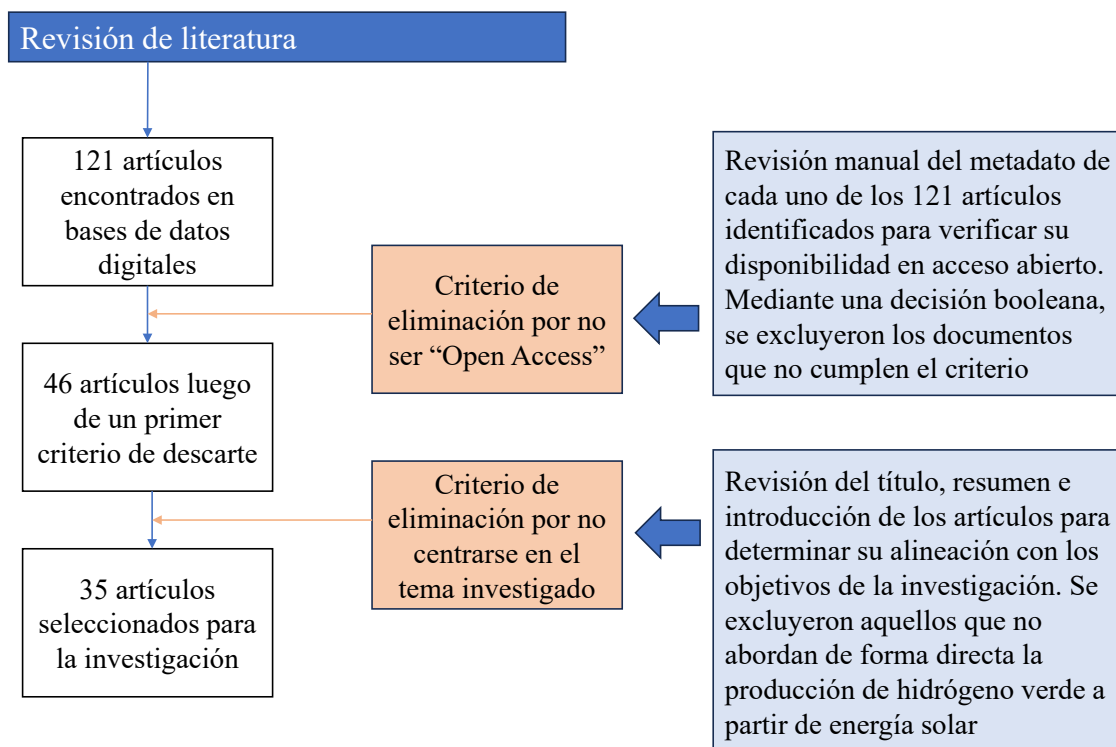 Revisión de literatura
121 artículos
encontrados en
bases de datos
digitales
Criterio de
eliminación por no
ser “Open Access”
Revisión manual del metadato de
cada uno de los 121 artículos
identificados para verificar su
disponibilidad en acceso abierto.
Mediante una decisión booleana,
se excluyeron los documentos
que no cumplen el criterio
46 artículos luego
de un primer
criterio de descarte
Criterio de
eliminación por no
centrarse en el
tema investigado
Revisión del título, resumen e
introducción de los artículos para
determinar su alineación con los
objetivos de la investigación. Se
excluyeron aquellos que no
abordan de forma directa la
producción de hidrógeno verde a
partir de energía solar
35 artículos
seleccionados para
la investigación